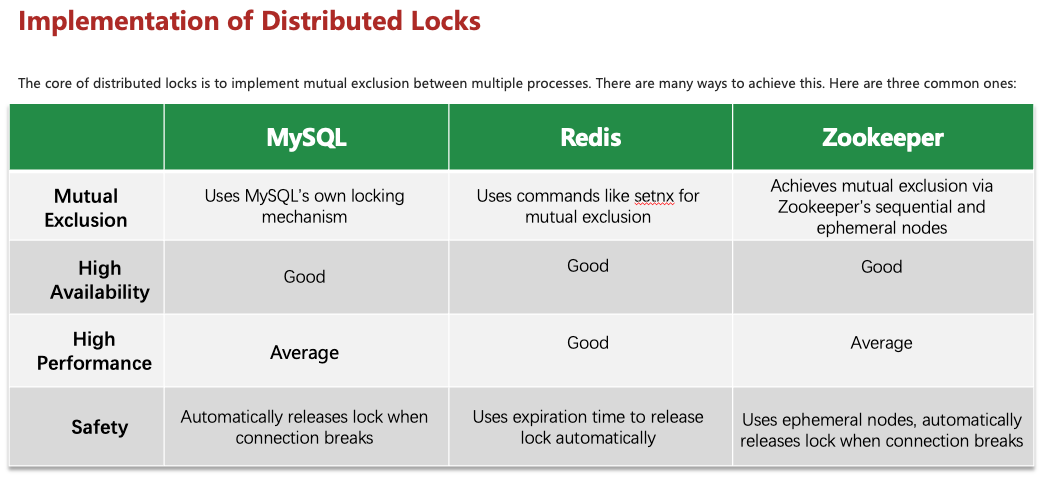 Implementation of Distributed Locks
The core of distributed locks is to implement mutual exclusion between multiple processes. There are many ways to achieve this. Here are three common ones:
MySQL
Redis
Zookeeper
Mutual
Exclusion
Uses MySQL's own locking
mechanism
Uses commands like setnx for
mutual exclusion
Achieves mutual exclusion via
Zookeeper's sequential and
ephemeral nodes
High
Availability
Good
Good
Good
High
Performance
Average
Good
Average
Safety
Automatically releases lock when
connection breaks
Uses expiration time to release
lock automatically
Uses ephemeral nodes, automatically
releases lock when connection breaks